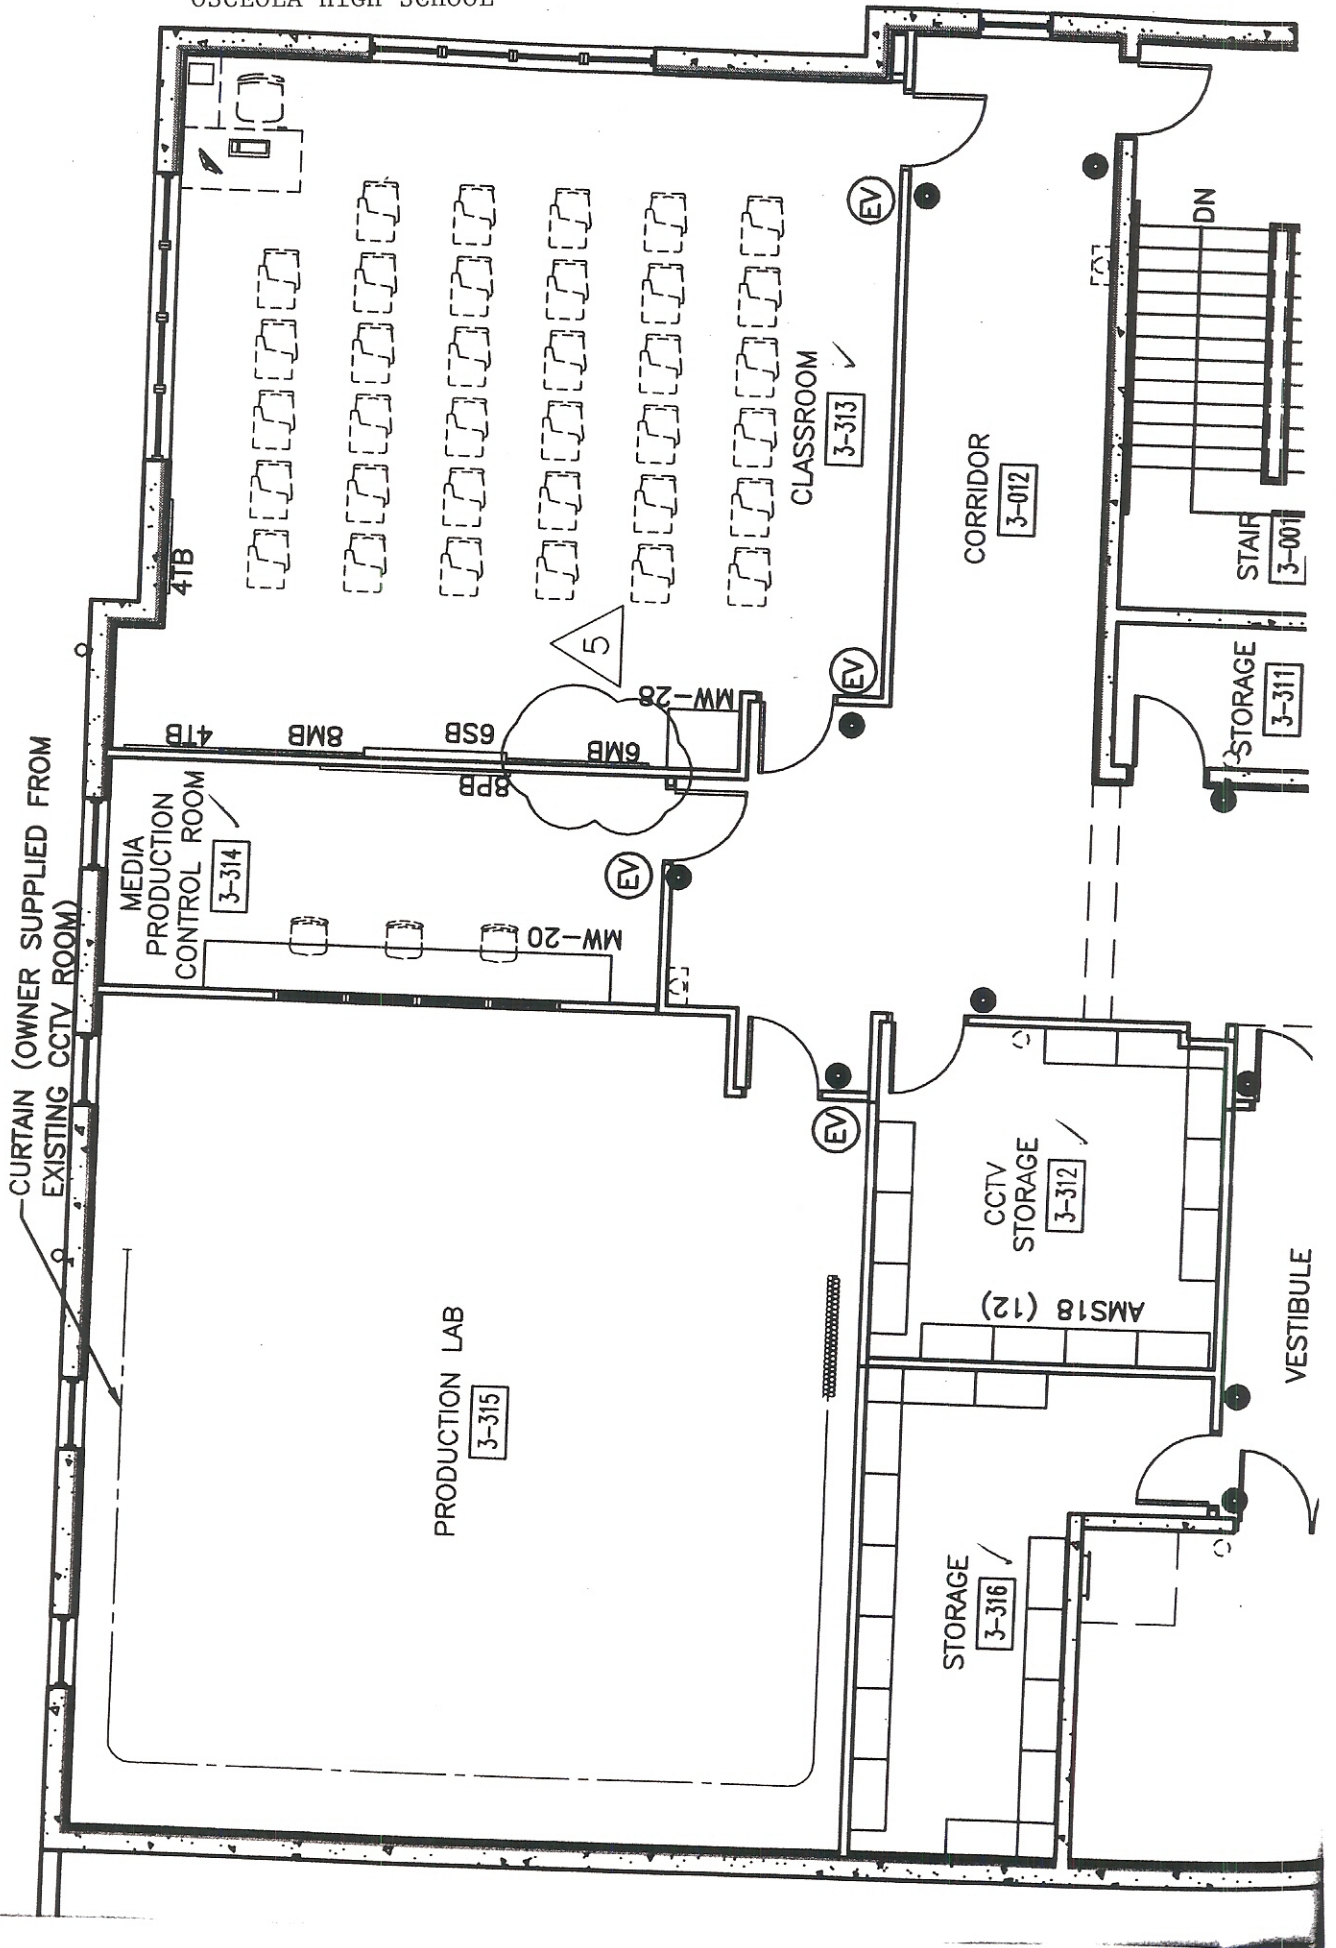 OSCEOLA HIGH SCHOOL
CURTAIN (OWNER SUPPLIED FROM
EXISTING CCTV ROOM)
4TB
4TB
8MB
6SB
6MB
8PB
MW-28
5
CLASSROOM
3-313
EV
EV
CORRIDOR
3-012
DN
STAIR
3-001
STORAGE
3-311
MEDIA
PRODUCTION
CONTROL ROOM
3-314
MW-20
EV
PRODUCTION LAB
3-315
EV
CCTV
STORAGE
3-312
AMS18 (12)
STORAGE
3-316
VESTIBULE